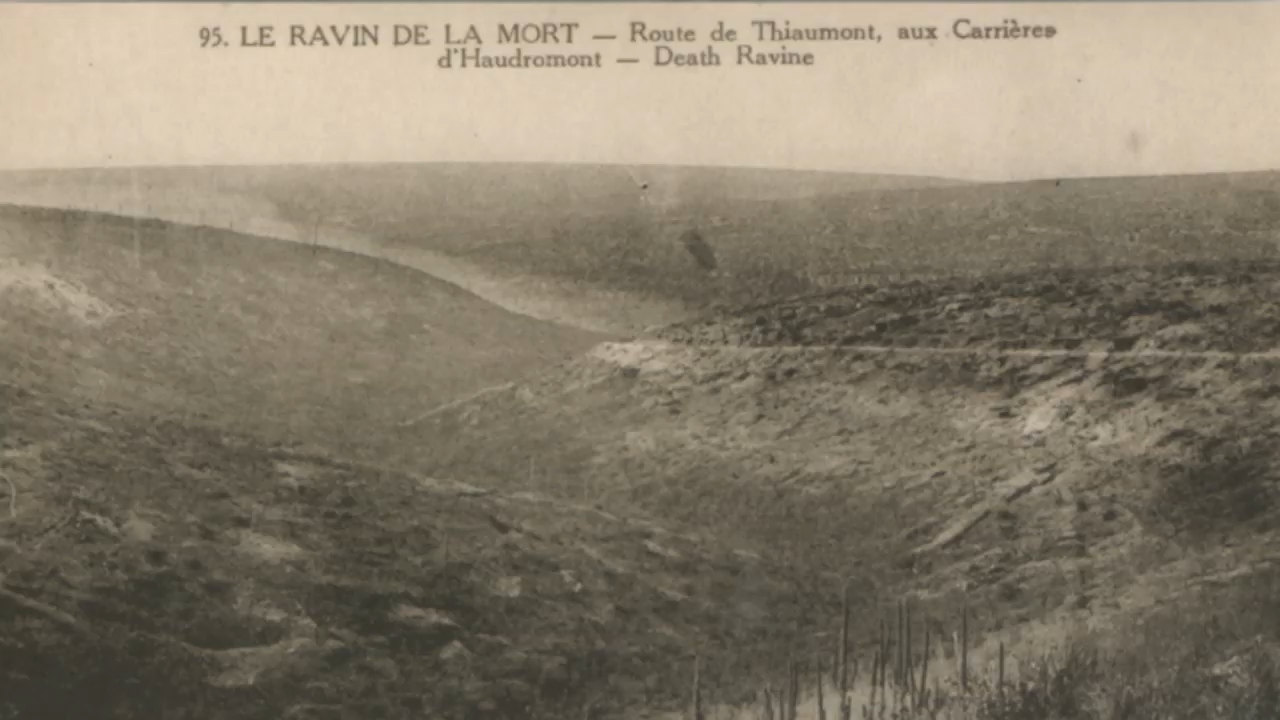 95. LE RAVIN DE LA MORT — Route de Thiaumont, aux Carrières
d'Haudromont — Death Ravine